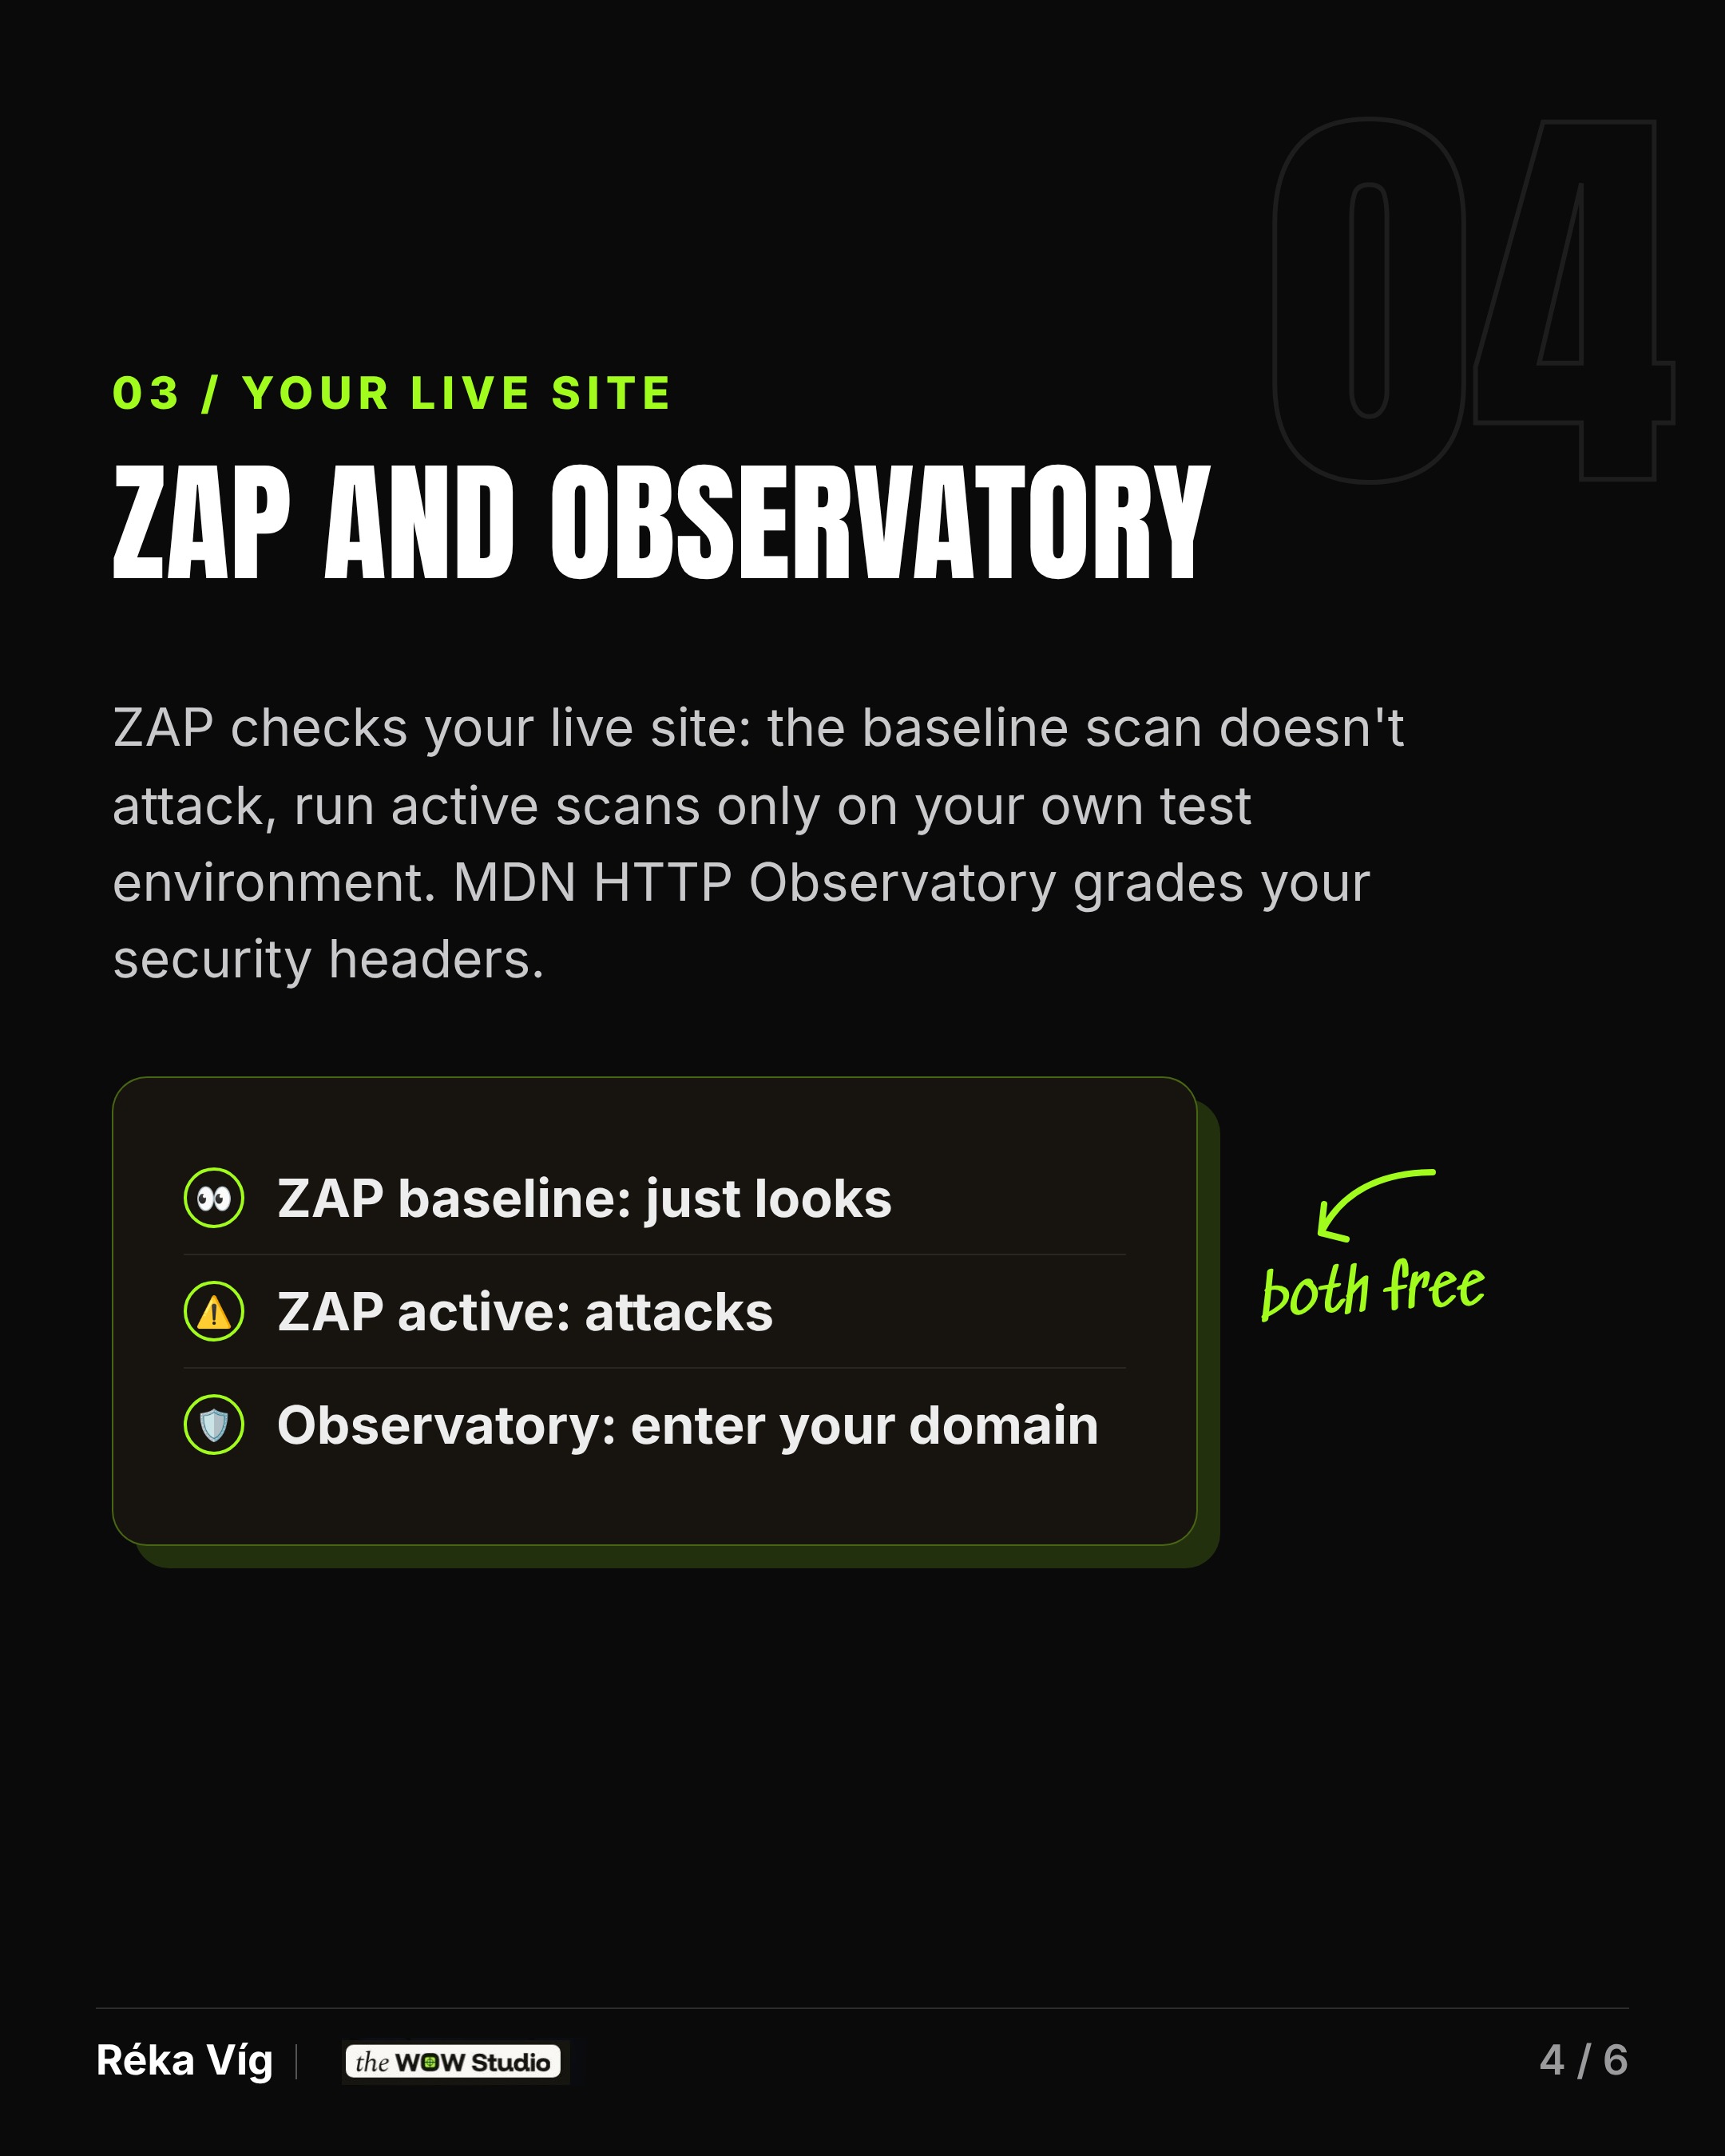 04
03 / YOUR LIVE SITE
ZAP AND OBSERVATORY
ZAP checks your live site: the baseline scan doesn't
attack, run active scans only on your own test
environment. MDN HTTP Observatory grades your
security headers.
👀 ZAP baseline: just looks
⚠️ ZAP active: attacks
🛡️ Observatory: enter your domain
both free
Réka Víg
the WOW Studio
4 / 6